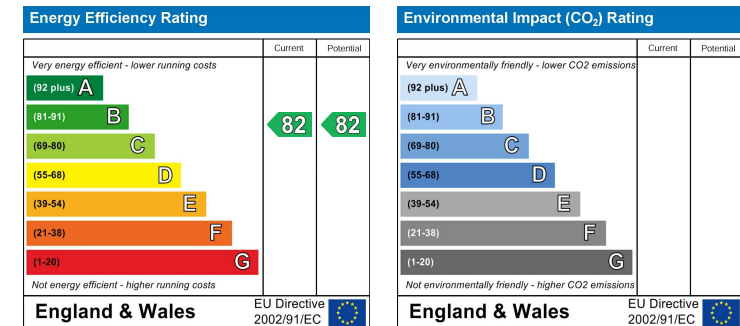 Energy Efficiency Rating
Current Potential
Very energy efficient - lower running costs
(92 plus) A
(81-91) B
82 82
(69-80) C
(55-68) D
(39-54) E
(21-38) F
(1-20) G
Not energy efficient - higher running costs
England & Wales
EU Directive
2002/91/EC
Environmental Impact (CO₂) Rating
Current Potential
Very environmentally friendly - lower CO2 emissions
(92 plus) A
(81-91) B
(69-80) C
(55-68) D
(39-54) E
(21-38) F
(1-20) G
Not environmentally friendly - higher CO2 emissions
England & Wales
EU Directive
2002/91/EC